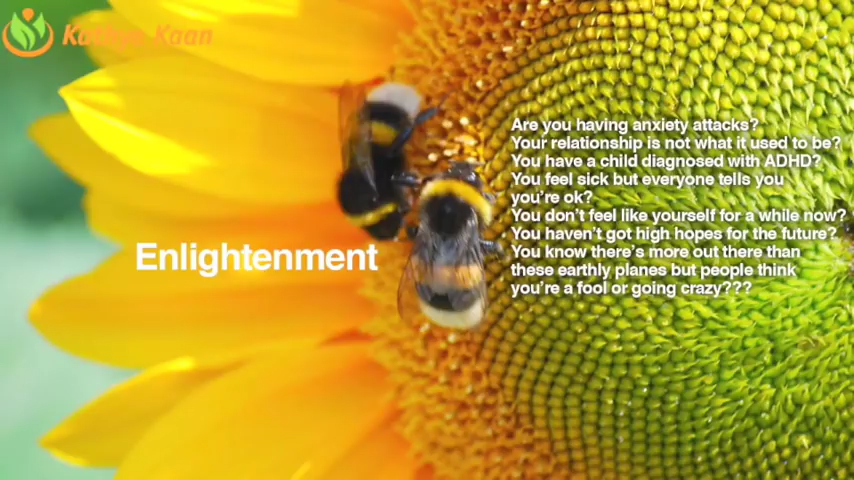 Kathys Kaan
Enlightenment
Are you having anxiety attacks?
Your relationship is not what it used to be?
You have a child diagnosed with ADHD?
You feel sick but everyone tells you
you're ok?
You don't feel like yourself for a while now?
You haven't got high hopes for the future?
You know there's more out there than
these earthly planes but people think
you're a fool or going crazy???